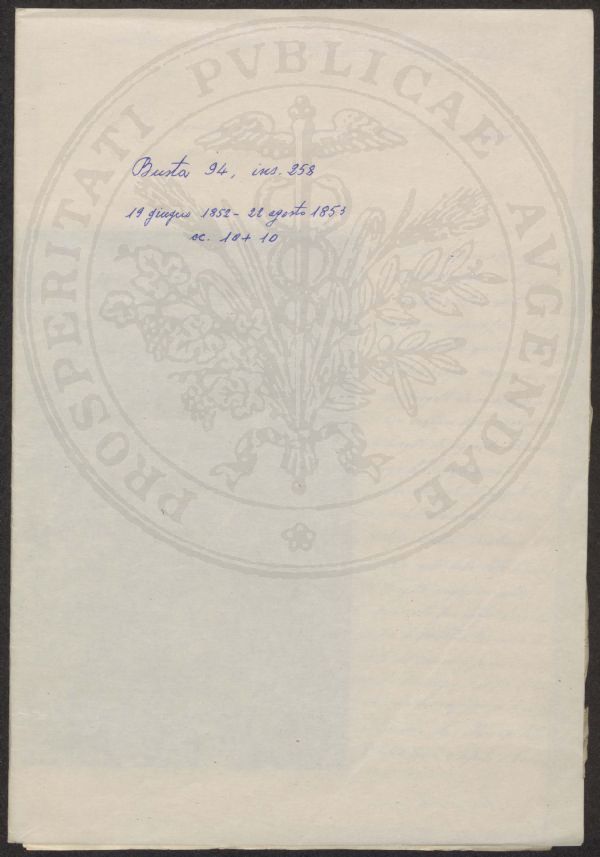 PROSPERITATI PVBLICAE AVGENDAE
Busta 94, ins. 258
19 giugno 1852 - 22 agosto 1853
cc. 10 + 10